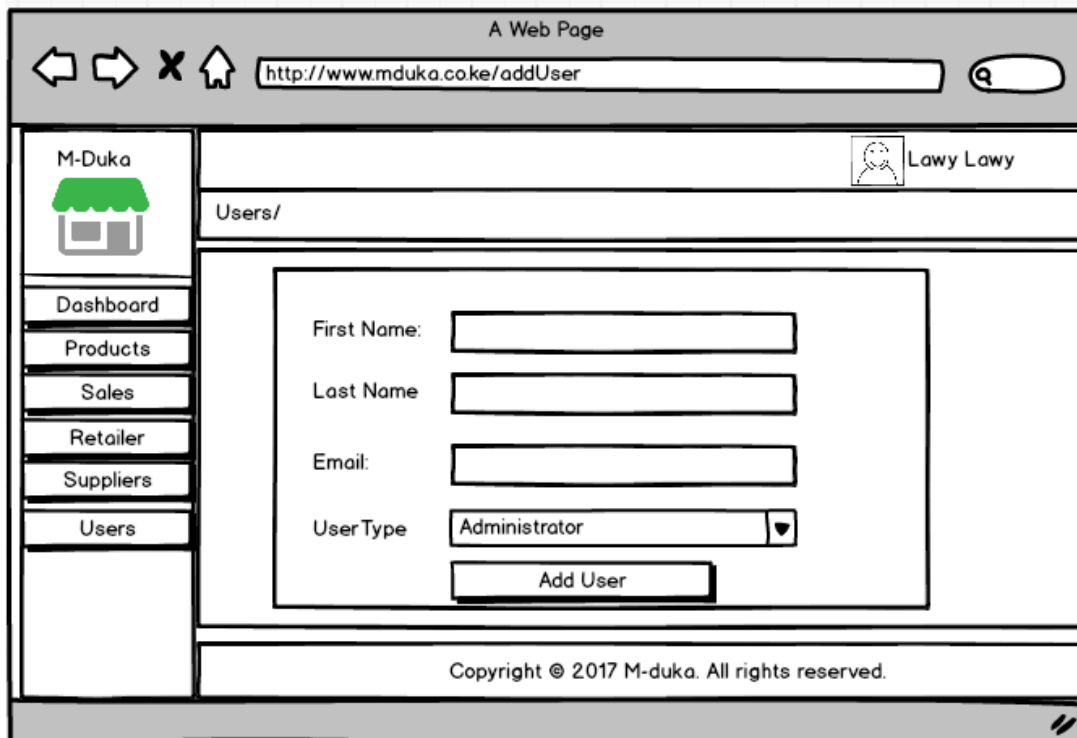 A Web Page
http://www.mduka.co.ke/addUser
M-Duka
Lawy Lawy
Users/
Dashboard
Products
Sales
Retailer
Suppliers
Users
First Name:
Last Name
Email:
UserType
Administrator
Add User
Copyright © 2017 M-duka. All rights reserved.